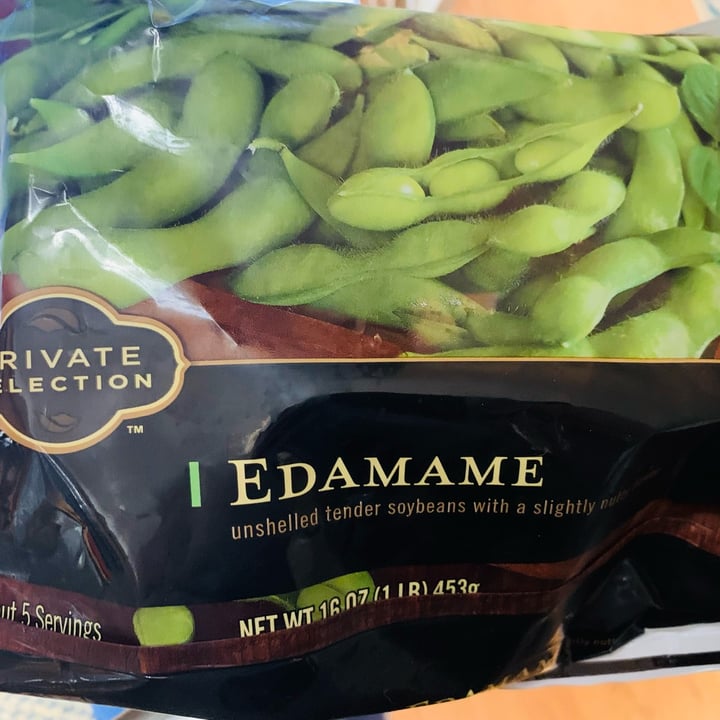 RIVATE
ELECTION
TM
EDAMAME
unshelled tender soybeans with a slightly
ut 5 Servings
NET WT 16 OZ (1 LB) 453g